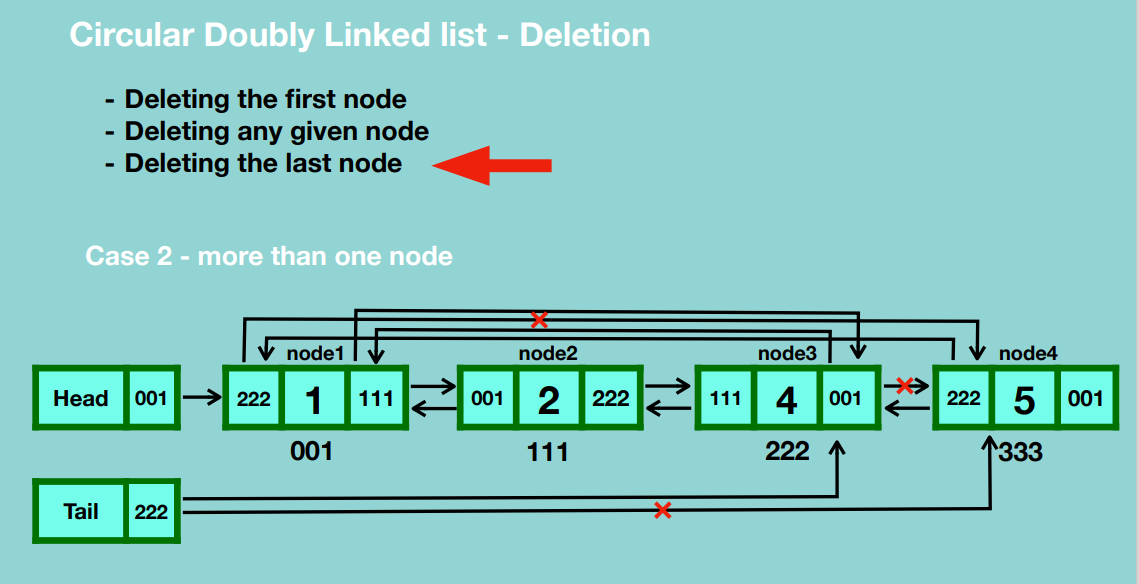 Circular Doubly Linked list - Deletion
- Deleting the first node
- Deleting any given node
- Deleting the last node
Case 2 - more than one node
node1 node2 node3 node4
Head 001 222 1 111 001 2 222 111 4 001 222 5 001
001 111 222 333
Tail 222